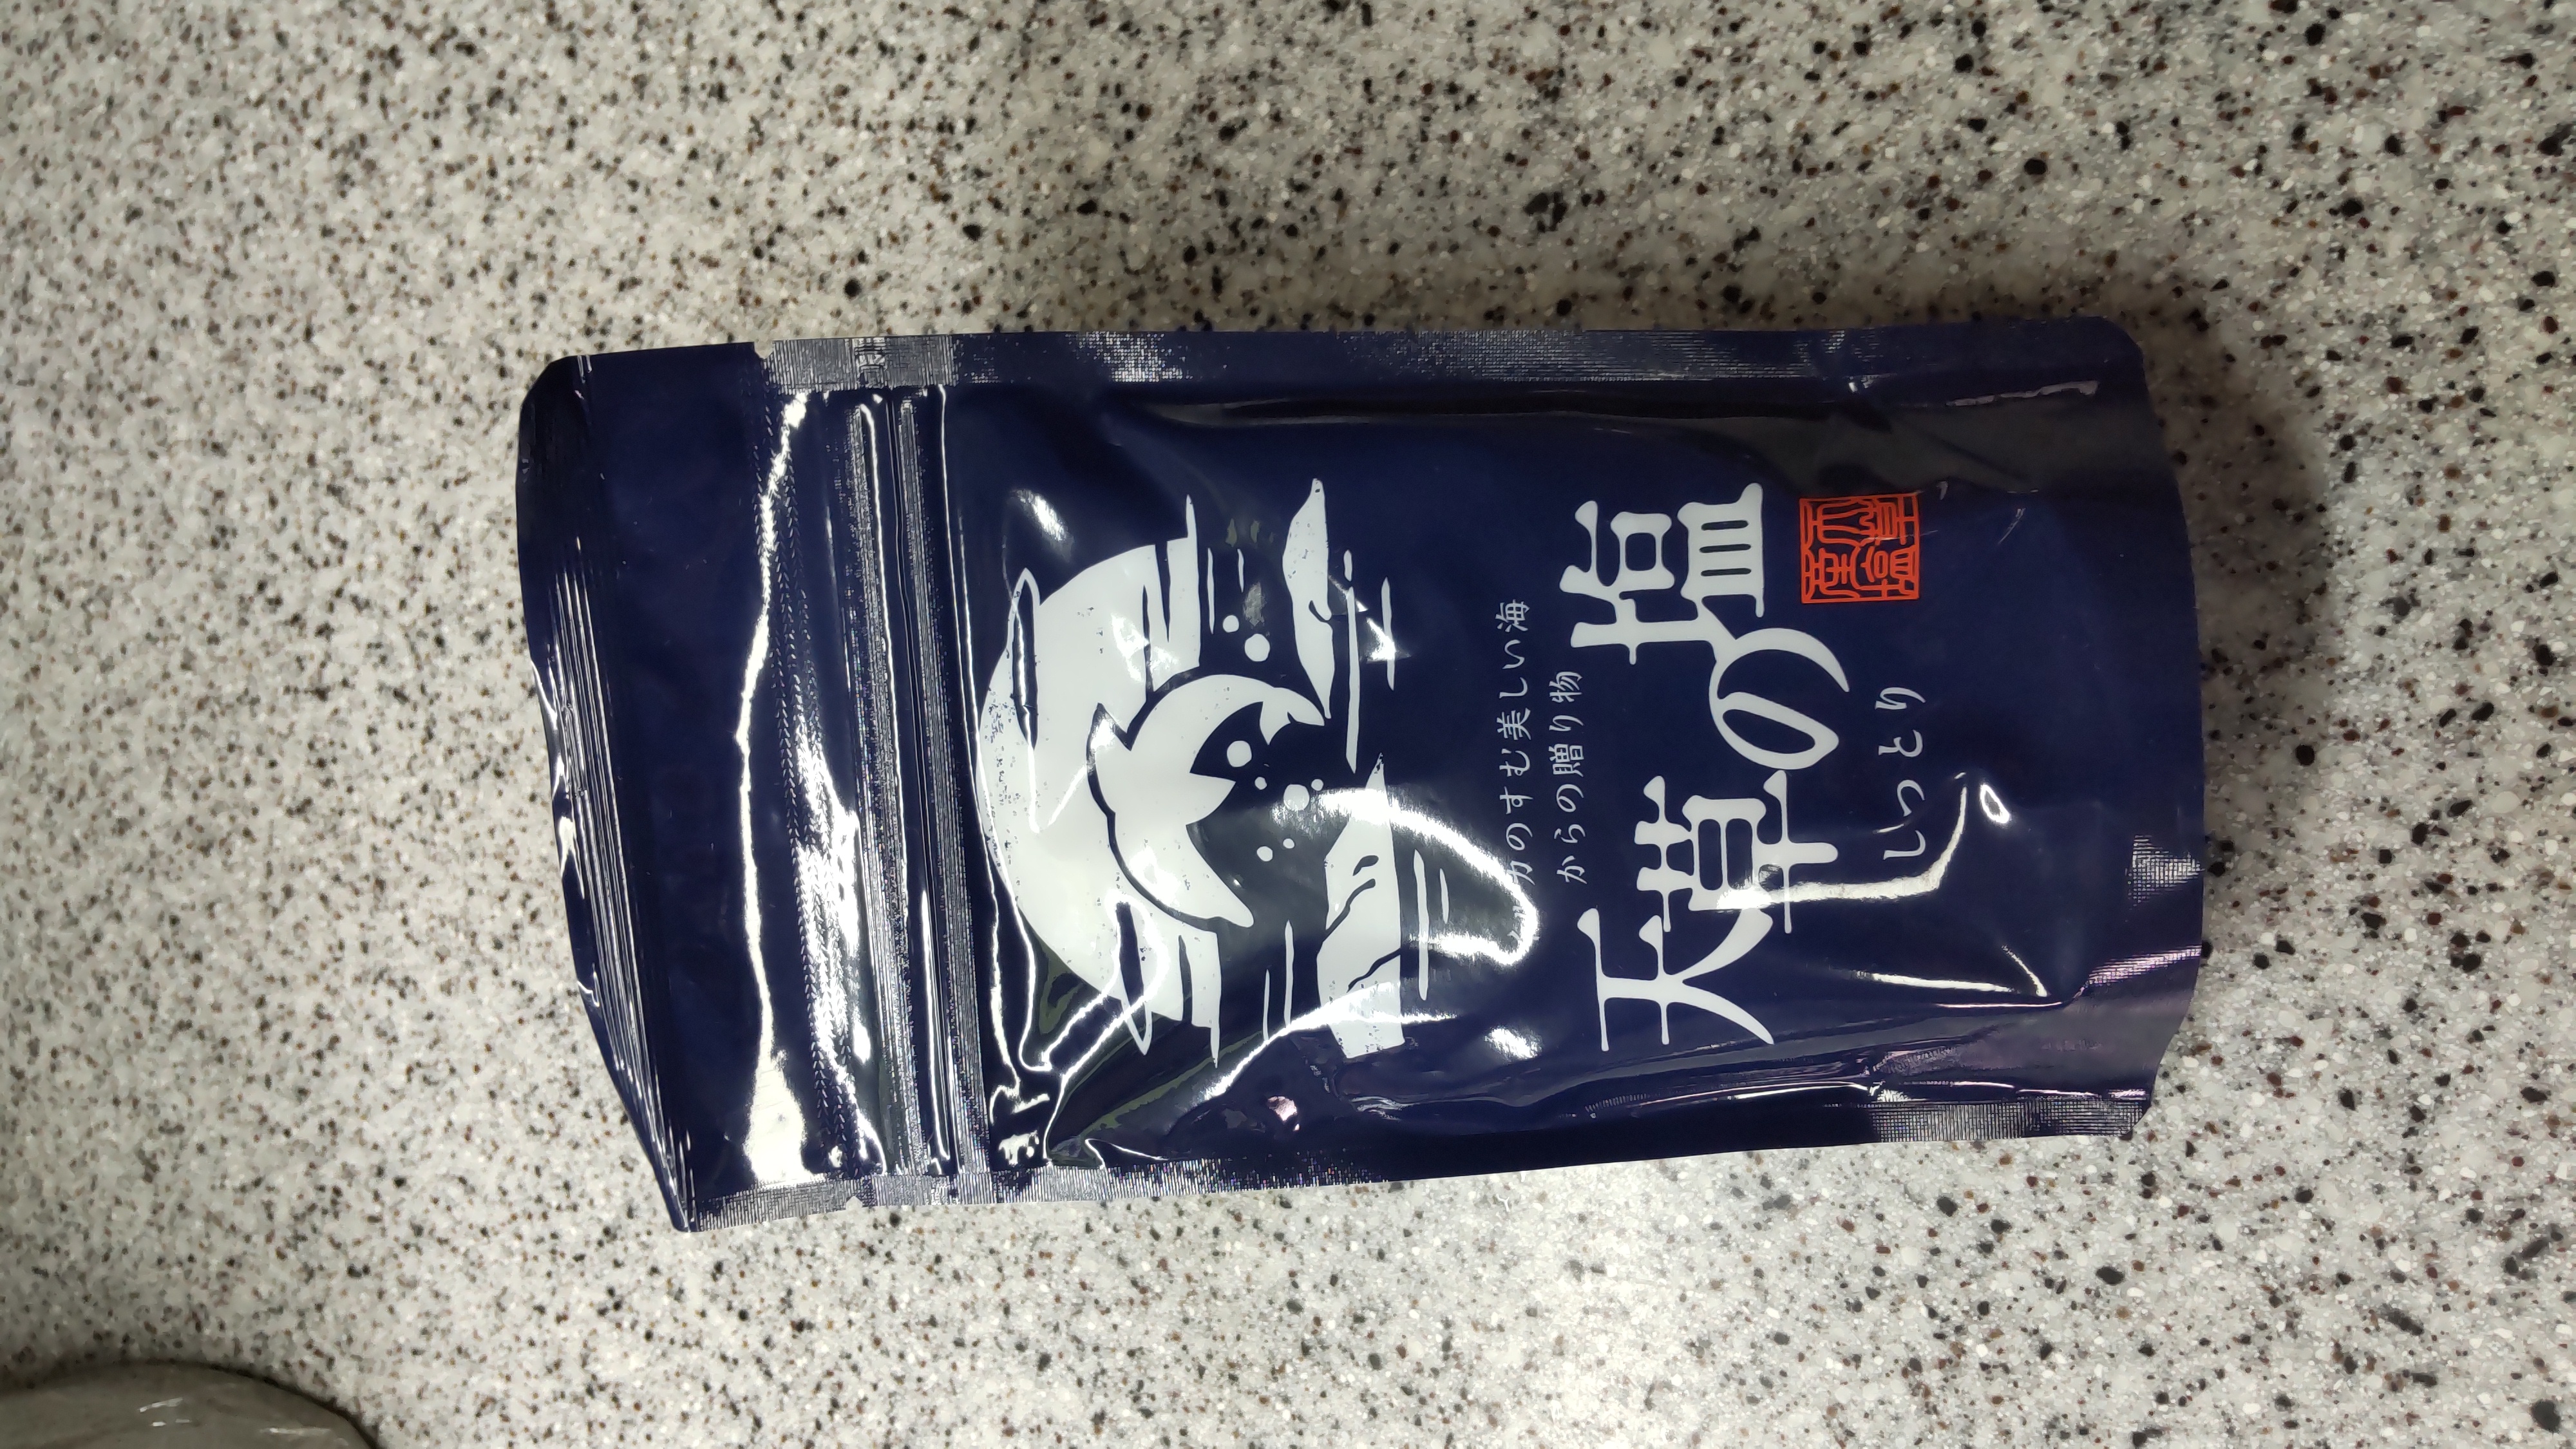 カのすむ美しい海
からの贈り物
天草の塩
しっとり